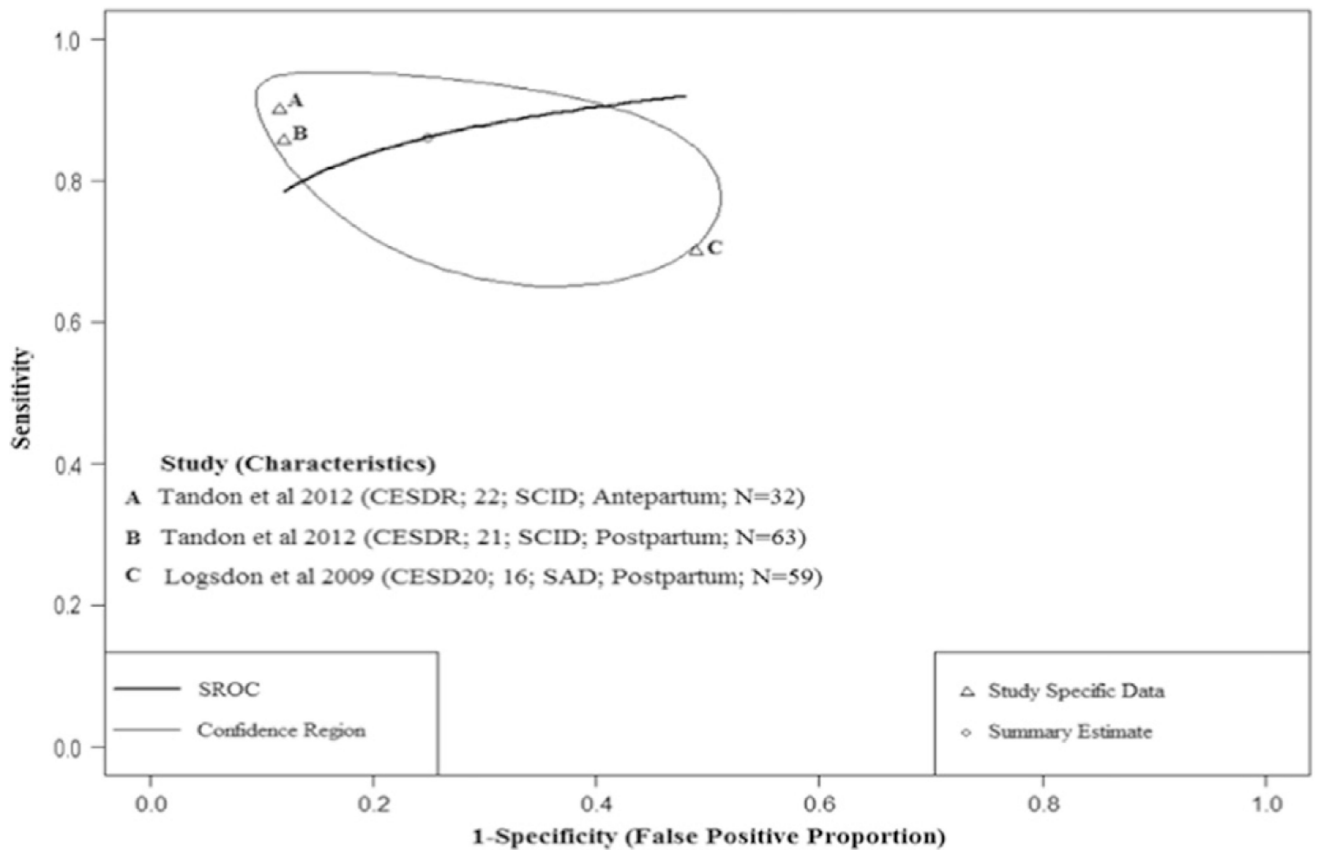 1.0
0.8
0.6
0.4
0.2
0.0
Sensitivity
A
B
C
Study (Characteristics)
A Tandon et al 2012 (CESDR; 22; SCID; Antepartum; N=32)
B Tandon et al 2012 (CESDR; 21; SCID; Postpartum; N=63)
C Logsdon et al 2009 (CESD20; 16; SAD; Postpartum; N=59)
SROC
Confidence Region
Study Specific Data
Summary Estimate
0.0 0.2 0.4 0.6 0.8 1.0
1-Specificity (False Positive Proportion)